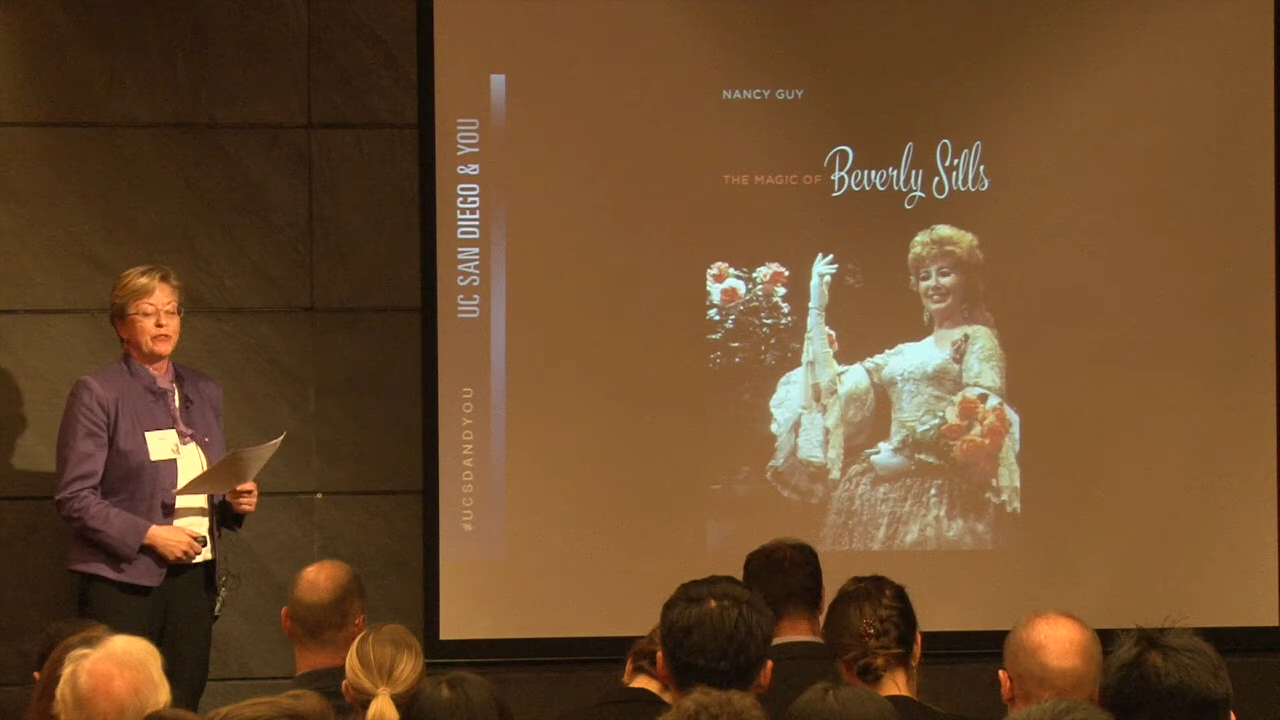 UC SAN DIEGO & YOU
#UCSDANDYOU
NANCY GUY
THE MAGIC OF Beverly Sills